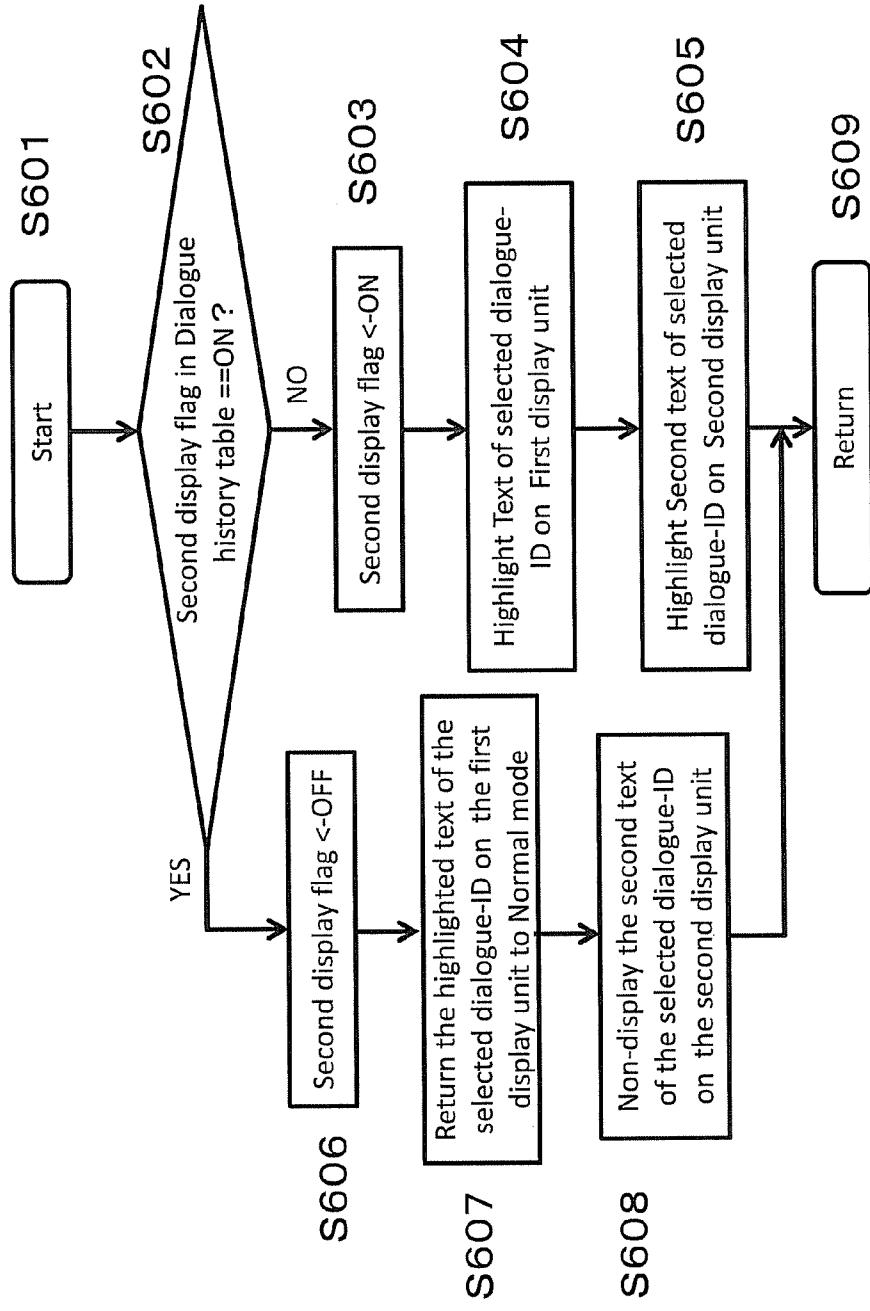 Start
S601
Second display flag in Dialogue
history table ==ON ?
S602
YES
NO
Second display flag <-ON
S603
Highlight Text of selected dialogue-
ID on First display unit
S604
Highlight Second text of selected
dialogue-ID on Second display unit
S605
Second display flag <-OFF
S606
Return the highlighted text of the
selected dialogue-ID on the first
display unit to Normal mode
S607
Non-display the second text
of the selected dialogue-ID
on the second display unit
S608
Return
S609